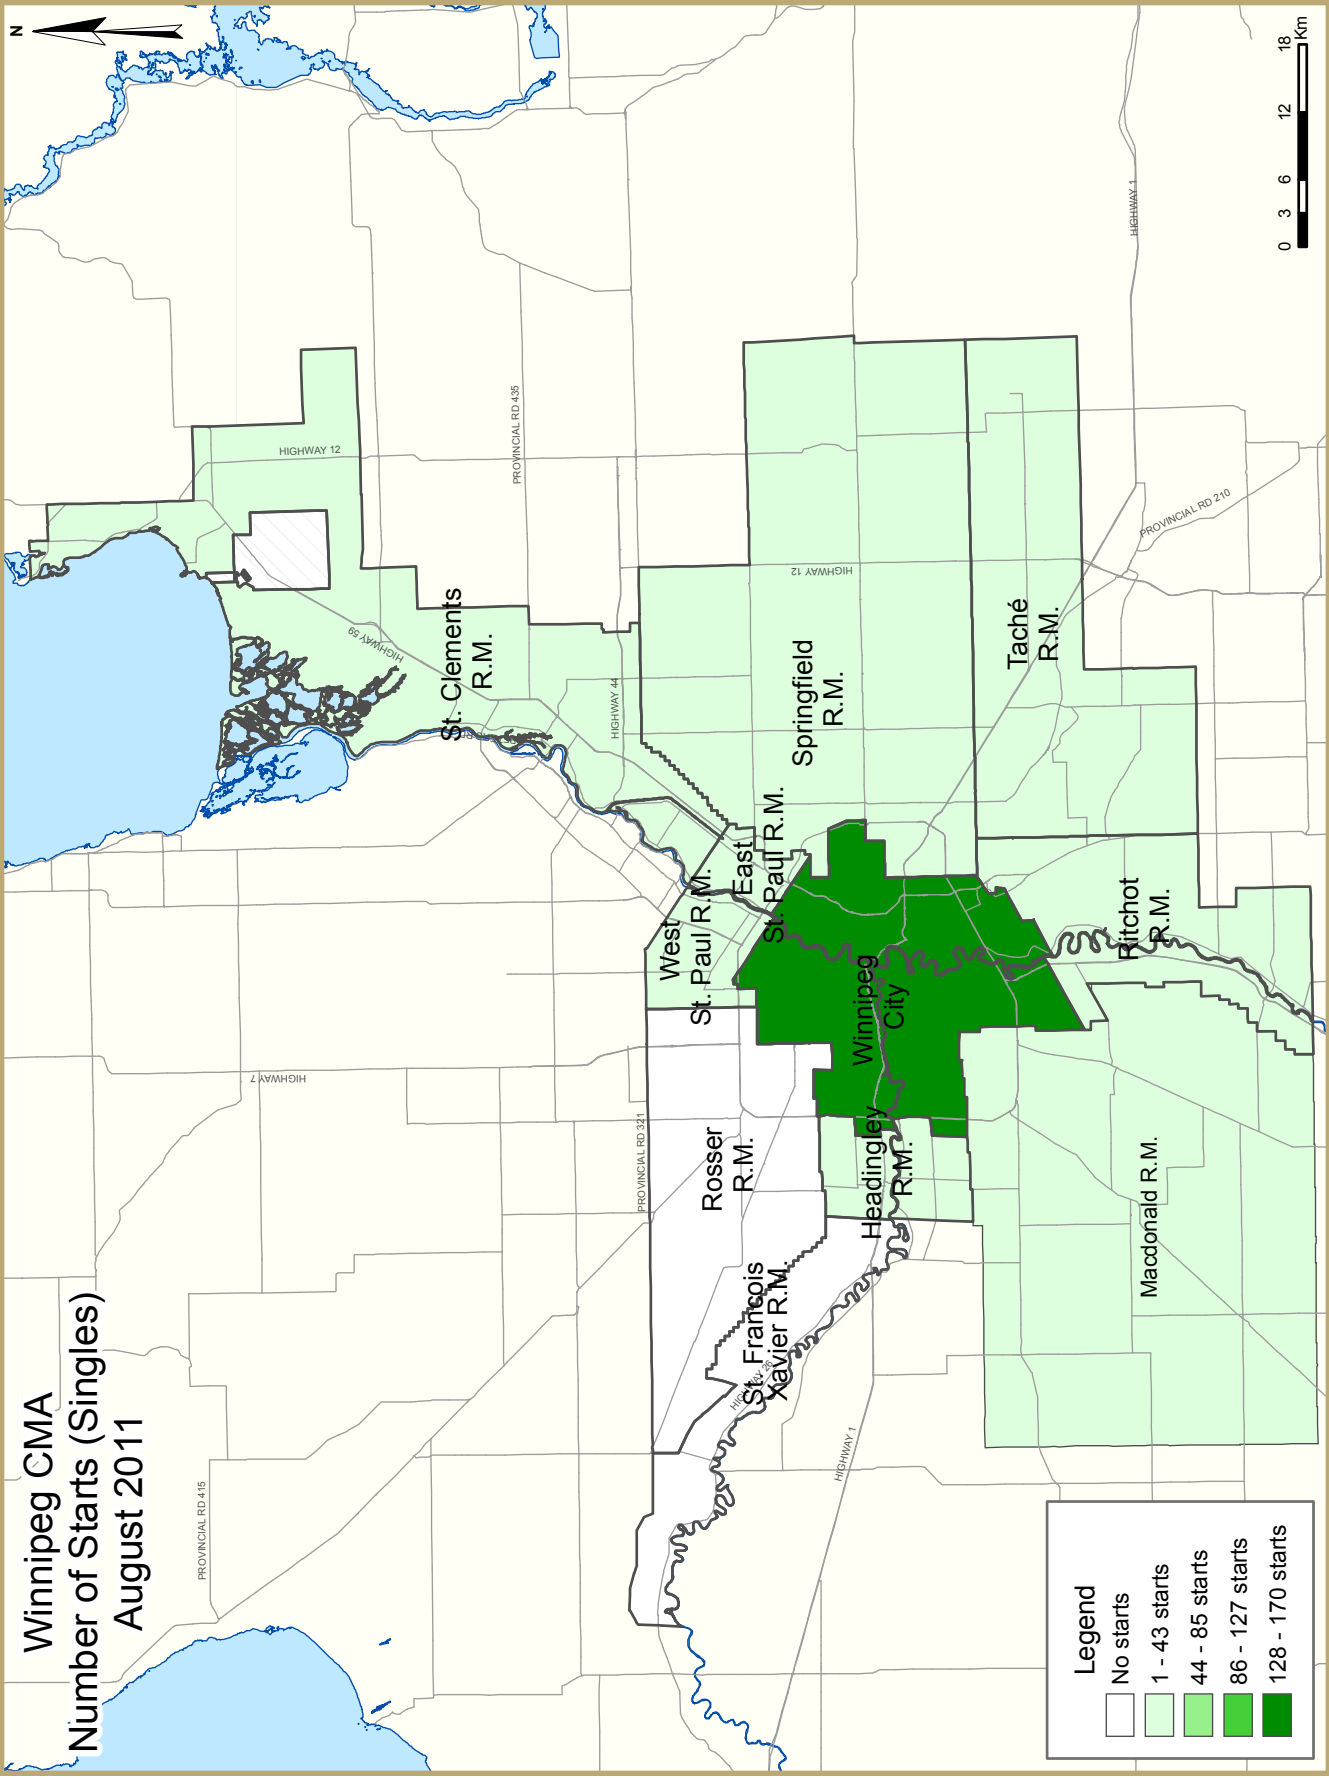 Winnipeg CMA
Number of Starts (Singles)
August 2011
N
PROVINCIAL RD 415
HIGHWAY 7
PROVINCIAL RD 321
HIGHWAY 12
PROVINCIAL RD 435
HIGHWAY 59
St. Clements
R.M.
HIGHWAY 44
West
St. Paul R.M.
East
St. Paul R.M.
Rosser
R.M.
St. Francois
Xavier R.M.
HIGHWAY 26
HIGHWAY 1
Springfield
R.M.
HIGHWAY 12
Winnipeg
City
Headingley
R.M.
Taché
R.M.
HIGHWAY 1
PROVINCIAL RD 210
Ritchot
R.M.
Macdonald R.M.
Legend
No starts
1 - 43 starts
44 - 85 starts
86 - 127 starts
128 - 170 starts
0 3 6 12 18
Km